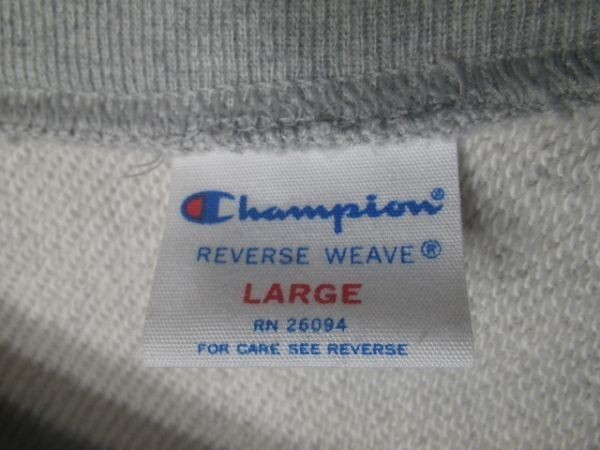 Champion
REVERSE WEAVE®
LARGE
RN 26094
FOR CARE SEE REVERSE